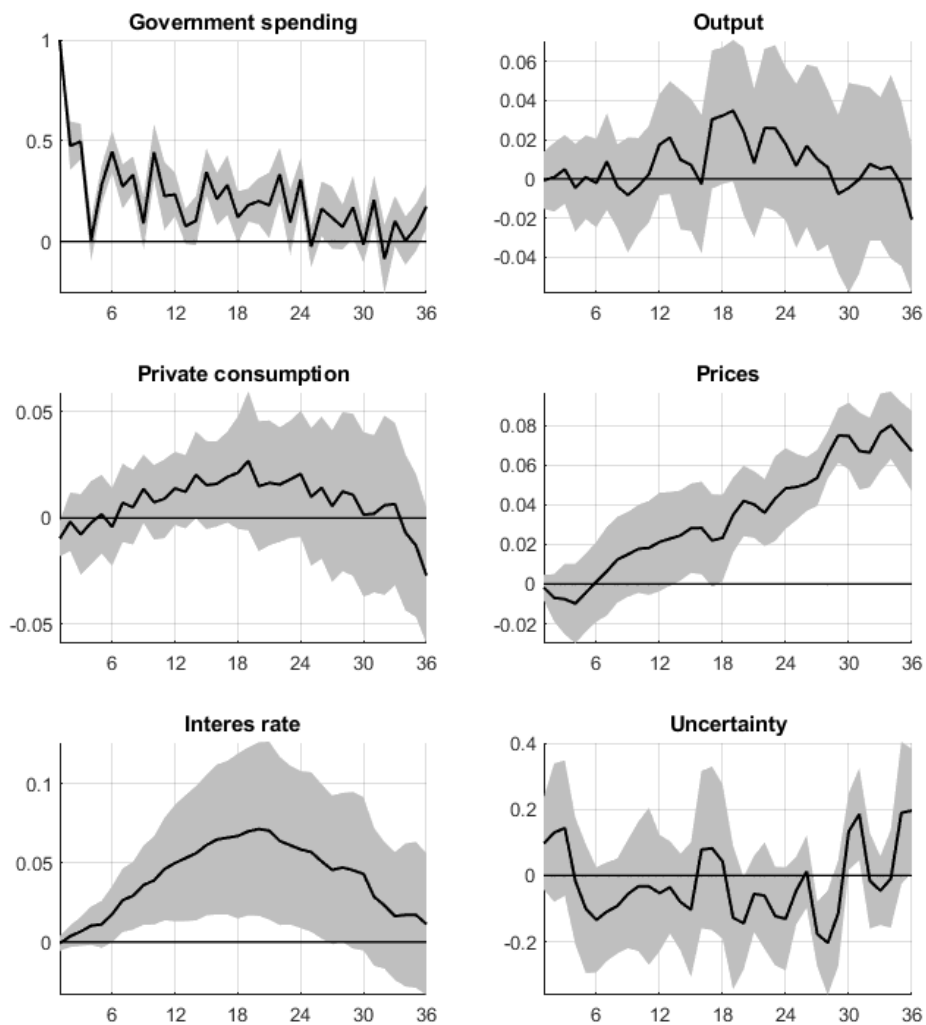 Government spending
1
0.5
0
6 12 18 24 30 36
Output
0.06
0.04
0.02
0
-0.02
-0.04
6 12 18 24 30 36
Private consumption
0.05
0
-0.05
6 12 18 24 30 36
Prices
0.08
0.06
0.04
0.02
0
-0.02
6 12 18 24 30 36
Interes rate
0.1
0.05
0
6 12 18 24 30 36
Uncertainty
0.4
0.2
0
-0.2
6 12 18 24 30 36